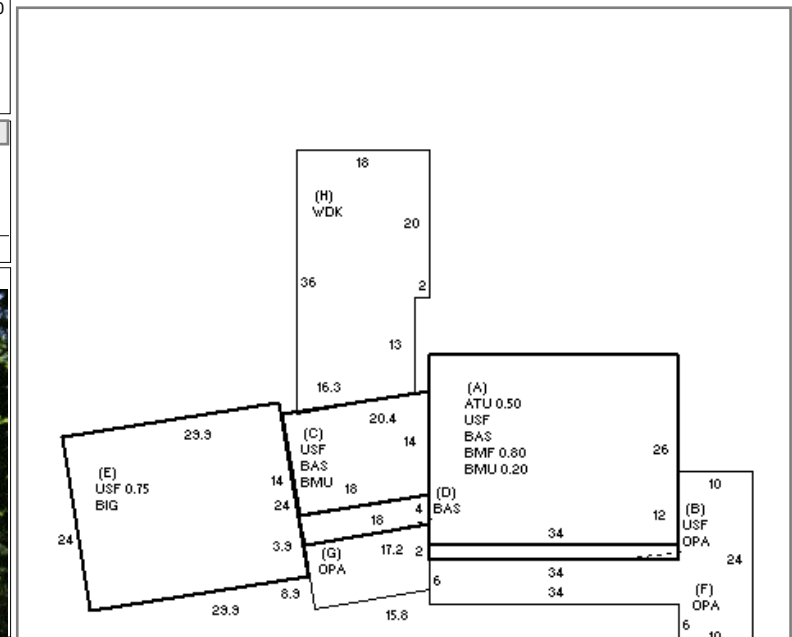 18
(H)
WDK
20
36
2
13
16.3
20.4
29.9
(C)
USF
BAS
BMU
14
18
(A)
ATU 0.50
USF
BAS
BMF 0.80
BMU 0.20
26
(E)
USF 0.75
BIG
14
24
24
(D)
BAS
4
18
12
34
10
(B)
USF
OPA
24
3.9
(G)
OPA
17.2
2
34
34
6
8.9
29.9
15.8
(F)
OPA
6
10